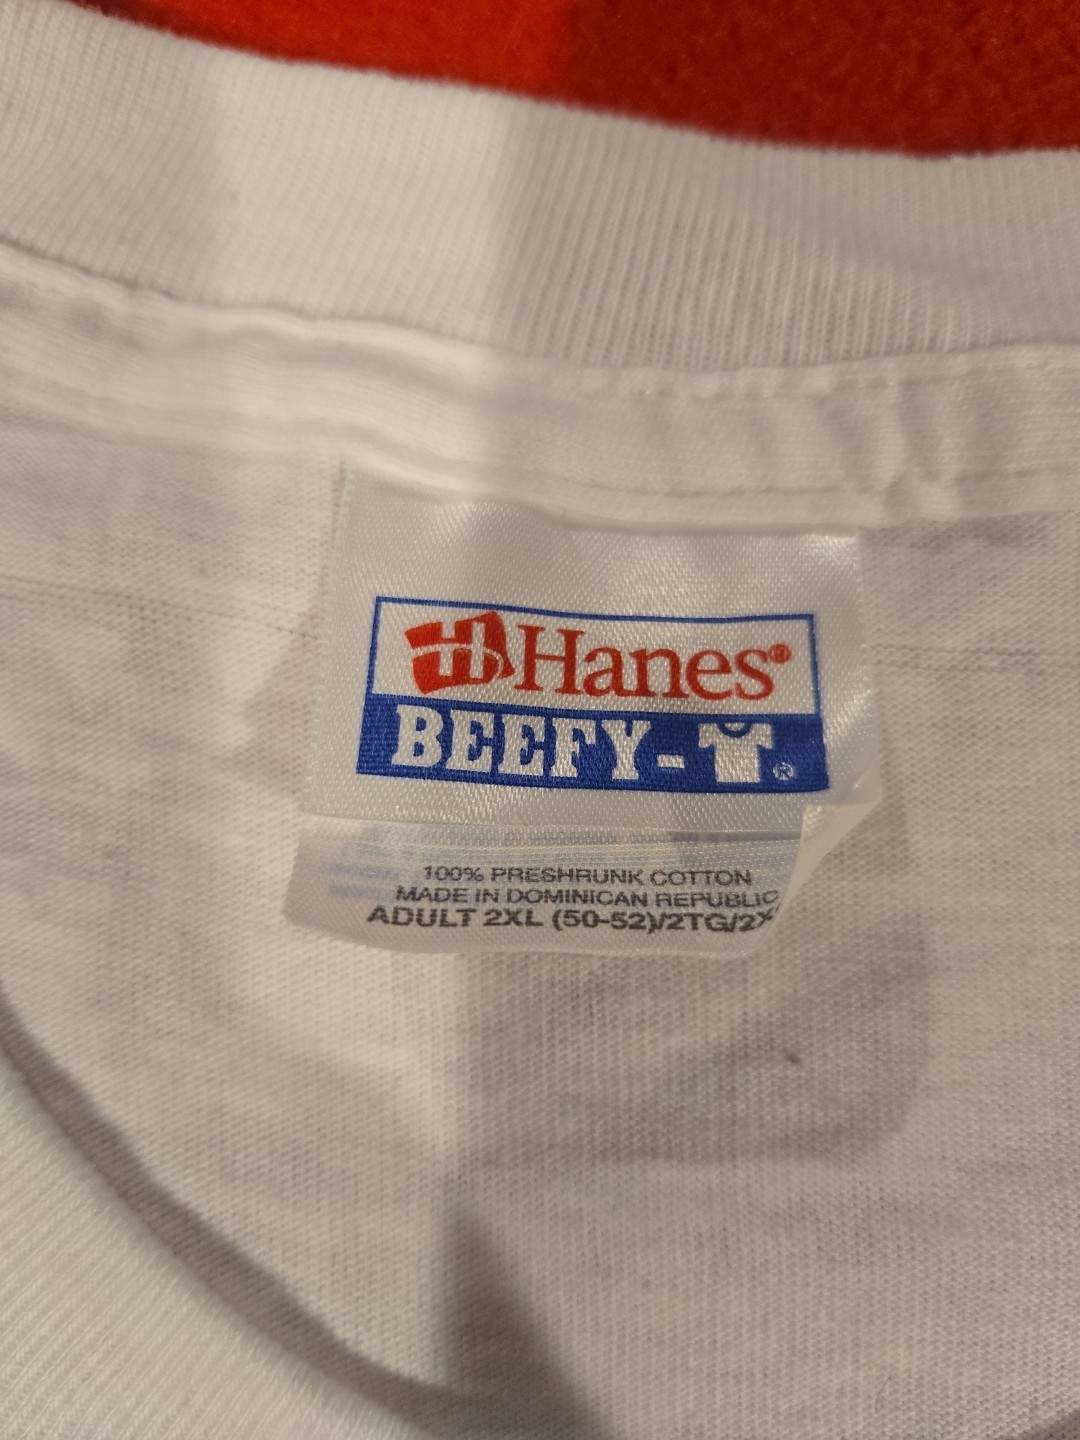 Hanes®
BEEFY-T®
100% PRESHRUNK COTTON
MADE IN DOMINICAN REPUBLIC
ADULT 2XL (50-52)/2TG/2X